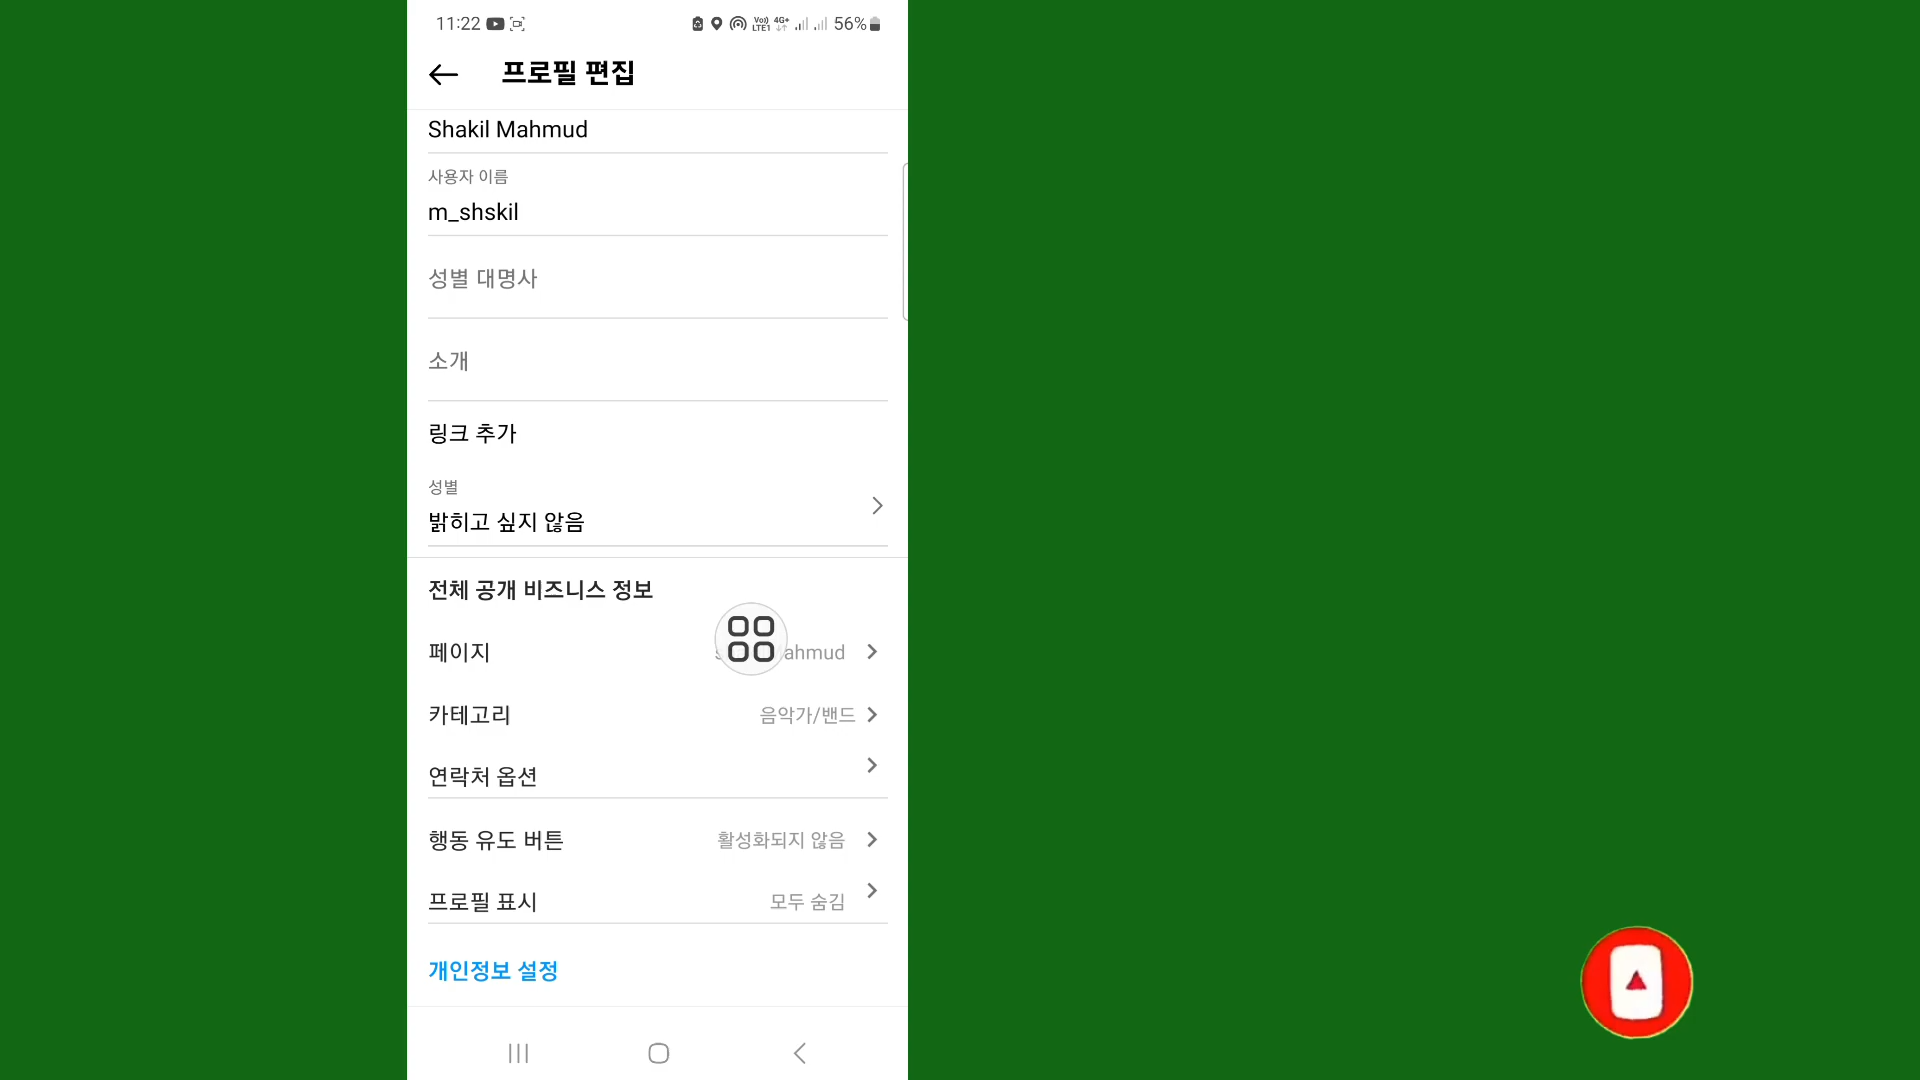 11:22 Vo)) LTE1 4G+ 56%
프로필 편집
Shakil Mahmud
사용자 이름
m_shskil
성별 대명사
소개
링크 추가
성별
밝히고 싶지 않음
전체 공개 비즈니스 정보
페이지 ahmud
카테고리 음악가/밴드
연락처 옵션
행동 유도 버튼 활성화되지 않음
프로필 표시 모두 숨김
개인정보 설정